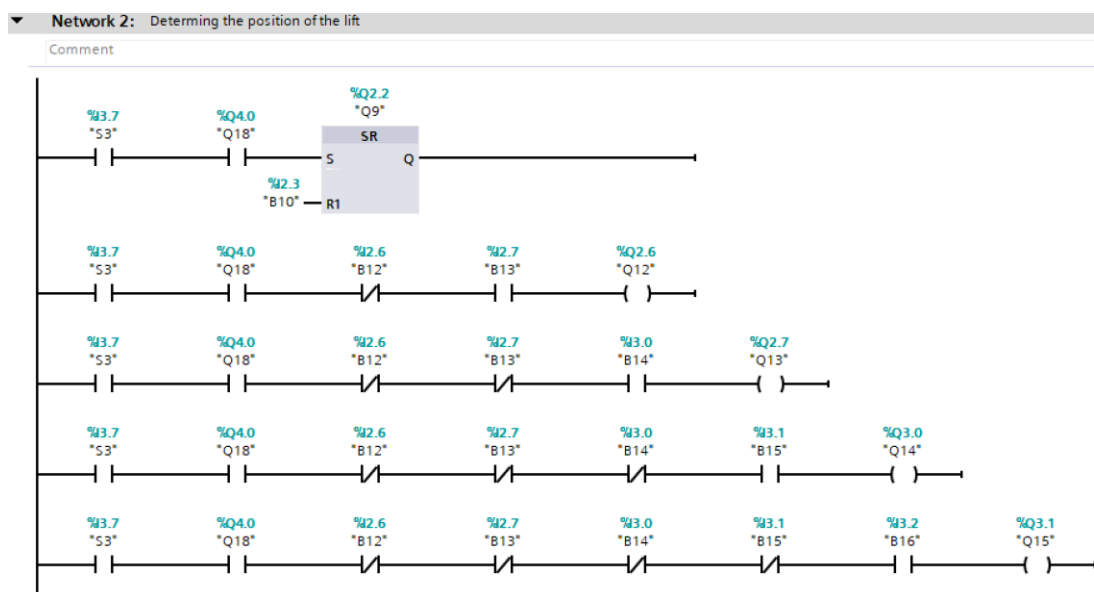 Network 2: Determing the position of the lift
Comment
%Q2.2
%I3.7 %Q4.0 "Q9"
"S3" "Q18" SR
S Q
%I2.3
"B10" R1
%I3.7 %Q4.0 %I2.6 %I2.7 %Q2.6
"S3" "Q18" "B12" "B13" "Q12"
%I3.7 %Q4.0 %I2.6 %I2.7 %I3.0 %Q2.7
"S3" "Q18" "B12" "B13" "B14" "Q13"
%I3.7 %Q4.0 %I2.6 %I2.7 %I3.0 %I3.1 %Q3.0
"S3" "Q18" "B12" "B13" "B14" "B15" "Q14"
%I3.7 %Q4.0 %I2.6 %I2.7 %I3.0 %I3.1 %I3.2 %Q3.1
"S3" "Q18" "B12" "B13" "B14" "B15" "B16" "Q15"